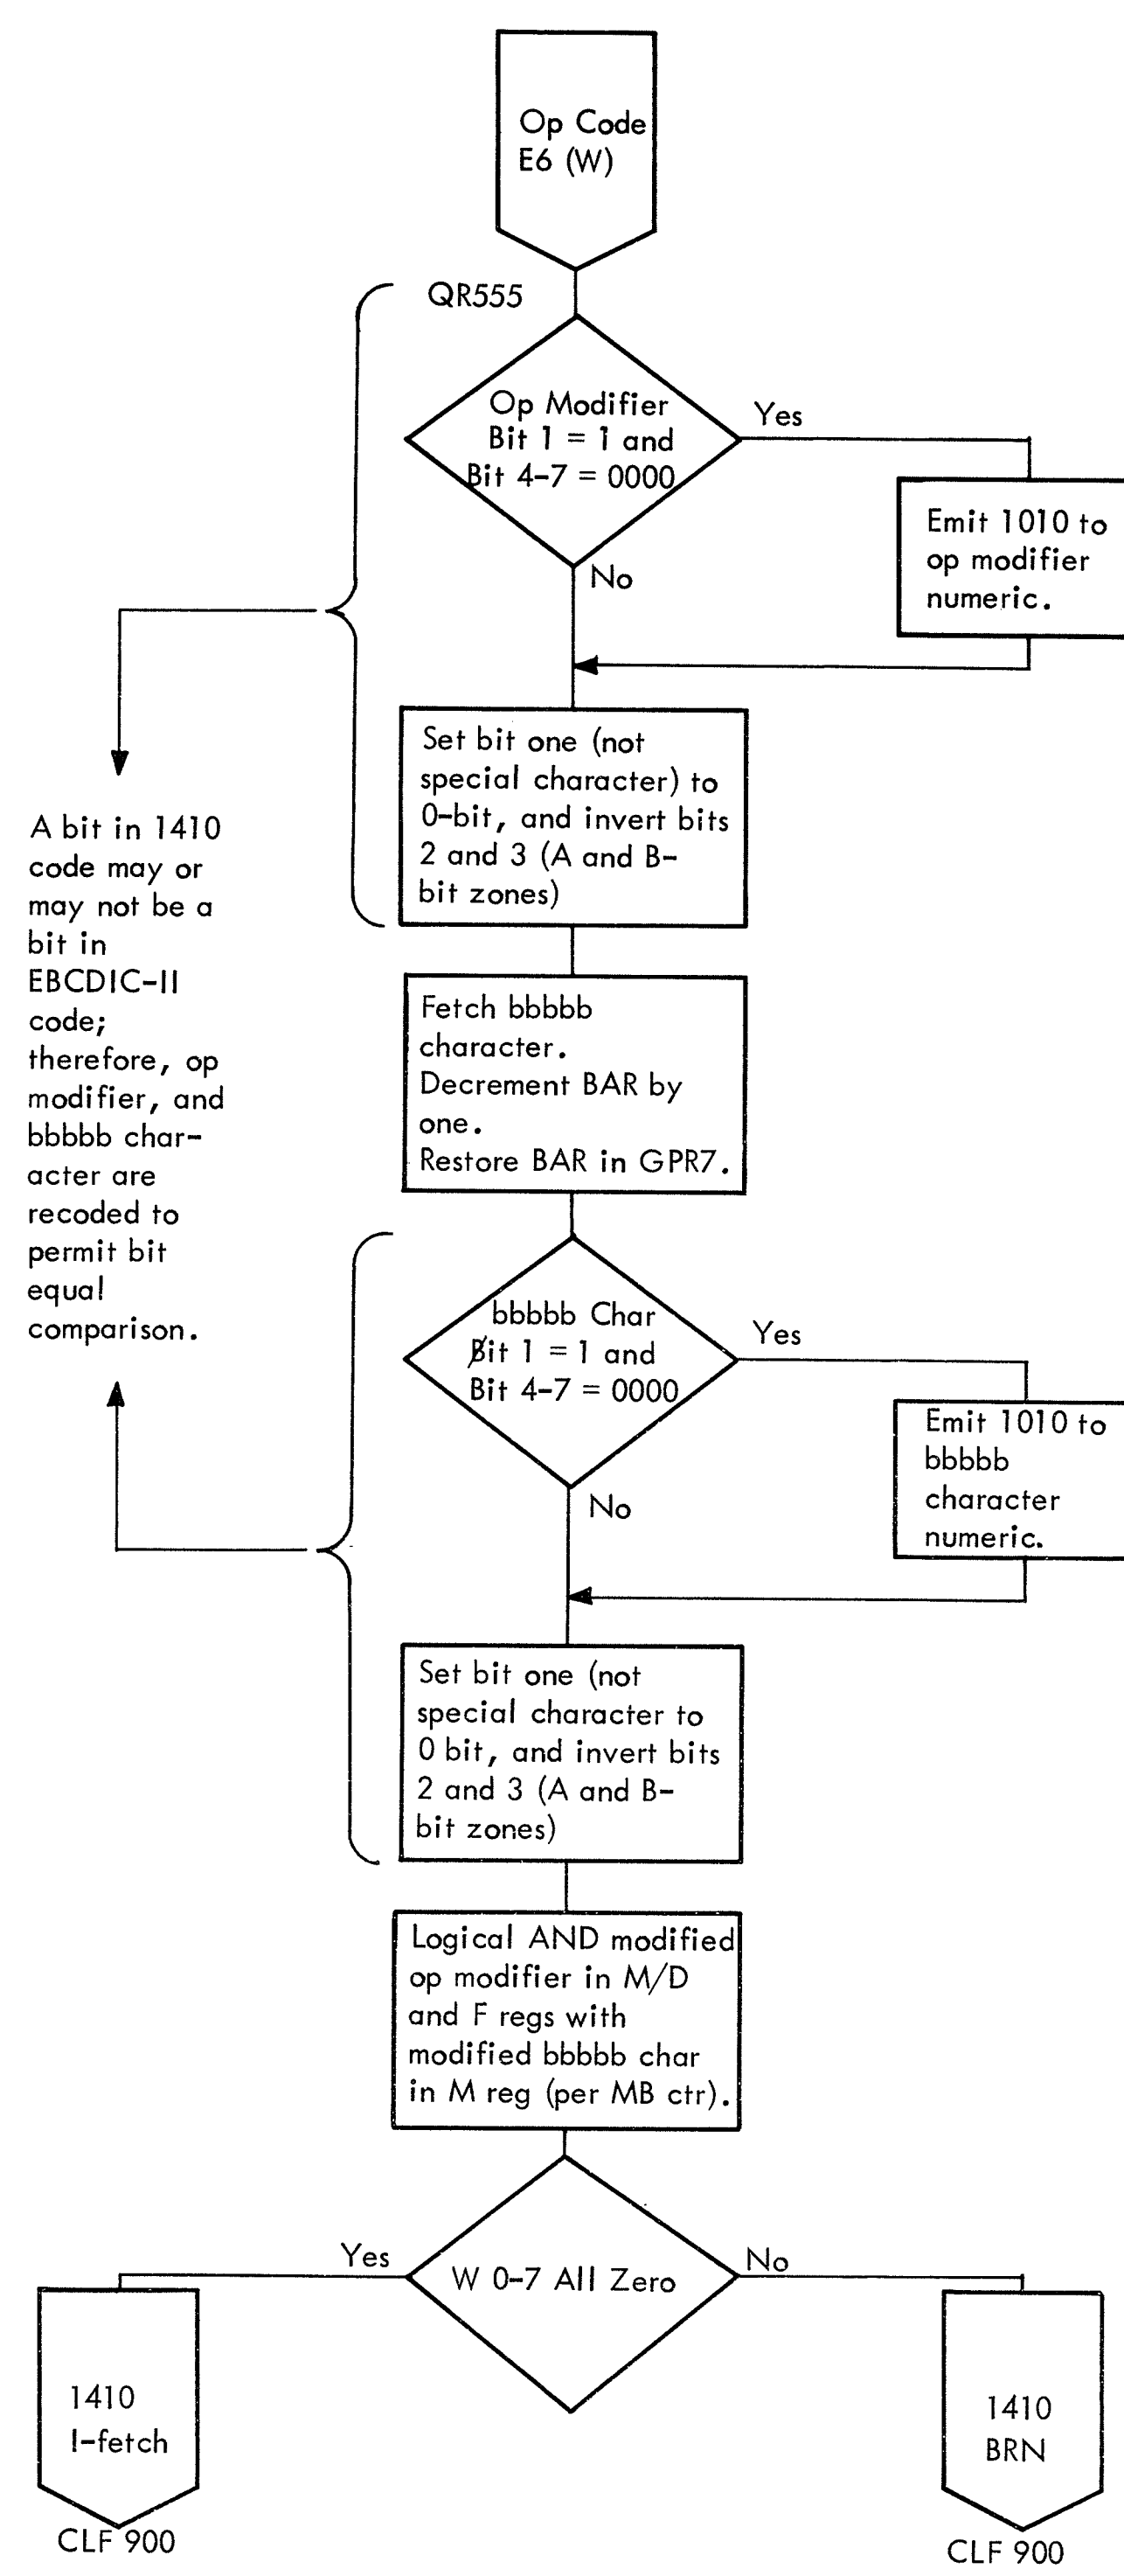 Op Code
E6 (W)
QR555
Op Modifier
Bit 1 = 1 and
Bit 4-7 = 0000
Yes
Emit 1010 to
op modifier
numeric.
No
Set bit one (not
special character) to
0-bit, and invert bits
2 and 3 (A and B-
bit zones)
A bit in 1410
code may or
may not be a
bit in
EBCDIC-II
code;
therefore, op
modifier, and
bbbbb char-
acter are
recoded to
permit bit
equal
comparison.
Fetch bbbbb
character.
Decrement BAR by
one.
Restore BAR in GPR7.
bbbbb Char
Bit 1 = 1 and
Bit 4-7 = 0000
Yes
Emit 1010 to
bbbbb
character
numeric.
No
Set bit one (not
special character to
0 bit, and invert bits
2 and 3 (A and B-
bit zones)
Logical AND modified
op modifier in M/D
and F regs with
modified bbbbb char
in M reg (per MB ctr).
Yes
W 0-7 All Zero
No
1410
I-fetch
CLF 900
1410
BRN
CLF 900